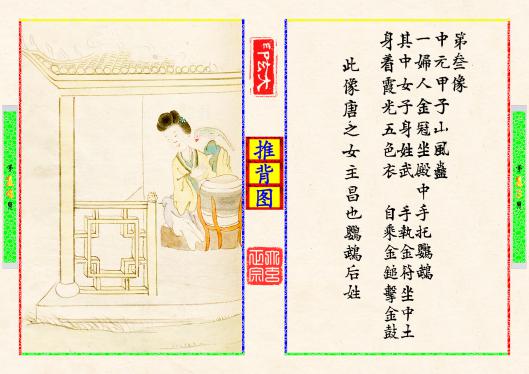 第叁像
中元甲子山風蠱
一婦人金冠坐殿中手托鸚鵡
其中女子身姓武 手執金符坐中土
身着霞光五色衣 自乘金鎚擊金鼓
此像唐之女主昌也鸚鵡后姓
推背图